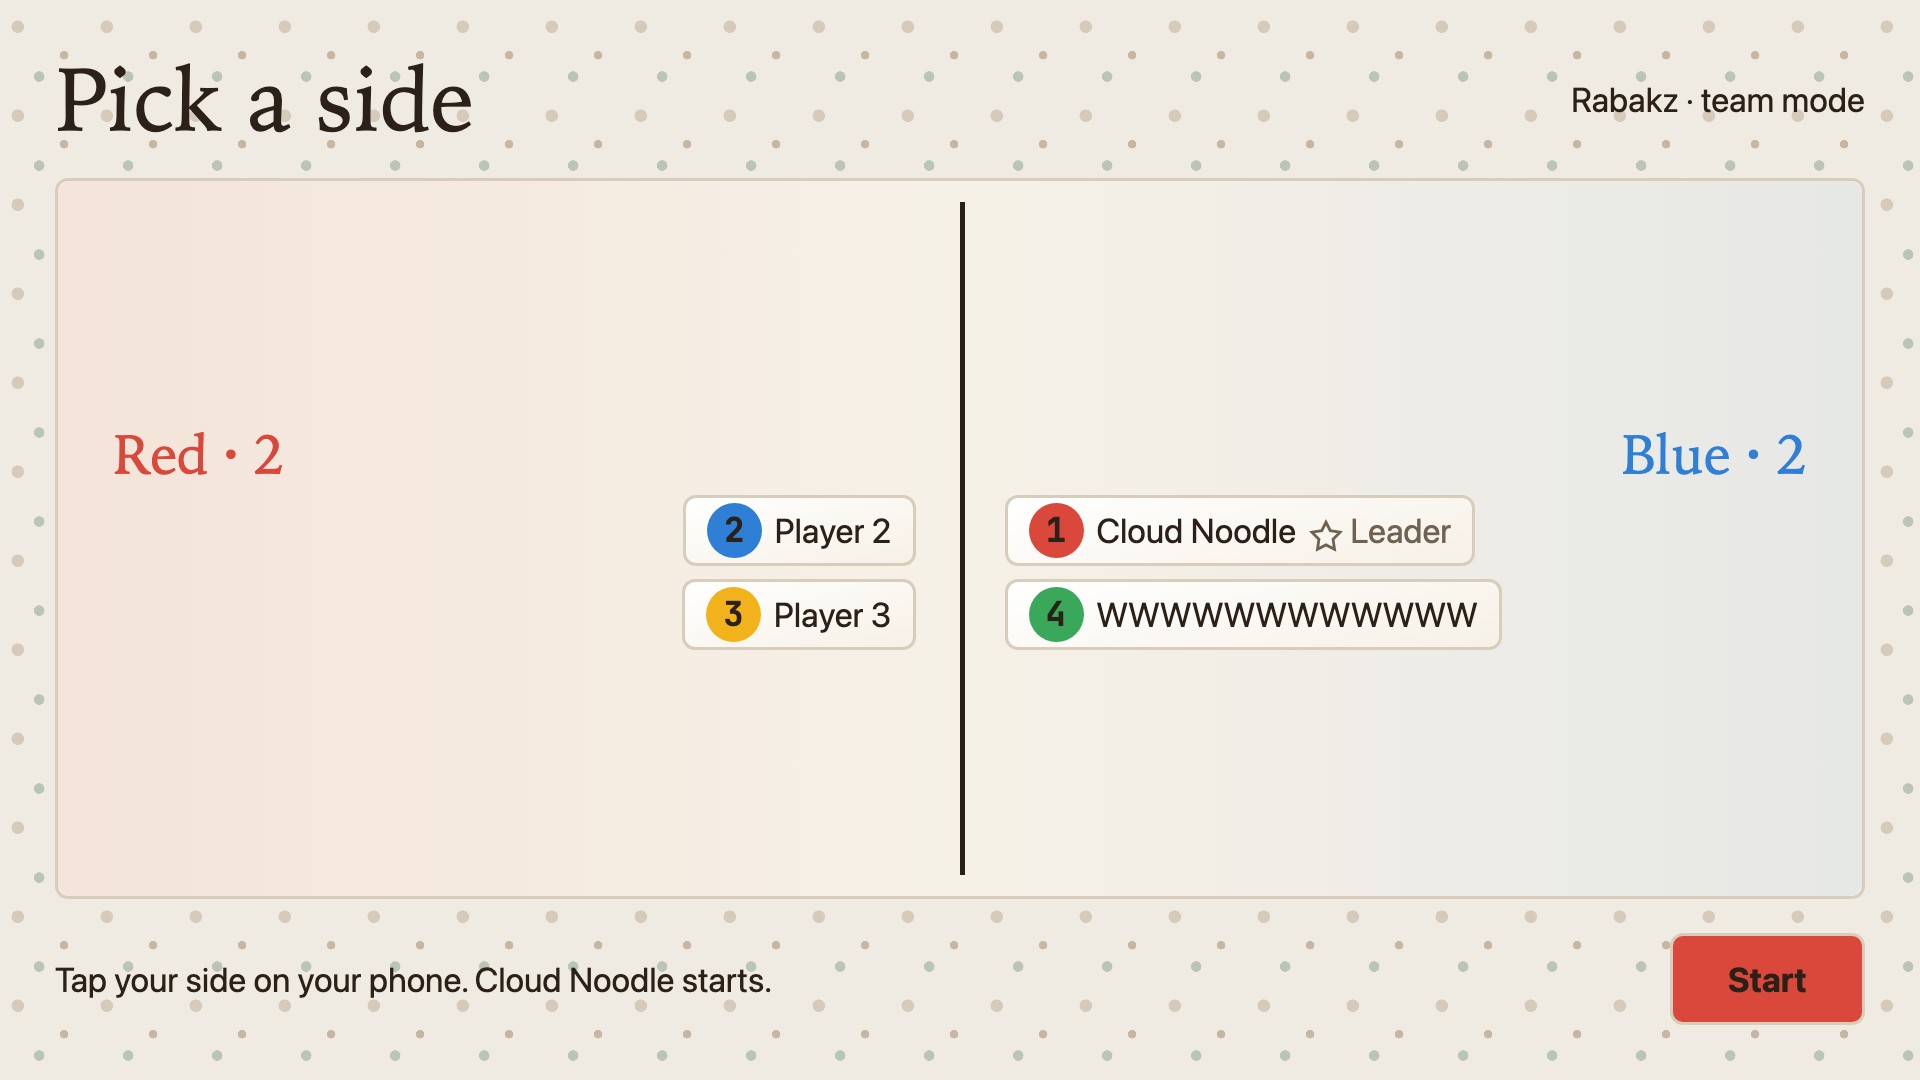 Pick a side
Rabakz · team mode
Red · 2
Blue · 2
2 Player 2
3 Player 3
1 Cloud Noodle ☆ Leader
4 WWWWWWWWWWWW
Tap your side on your phone. Cloud Noodle starts.
Start